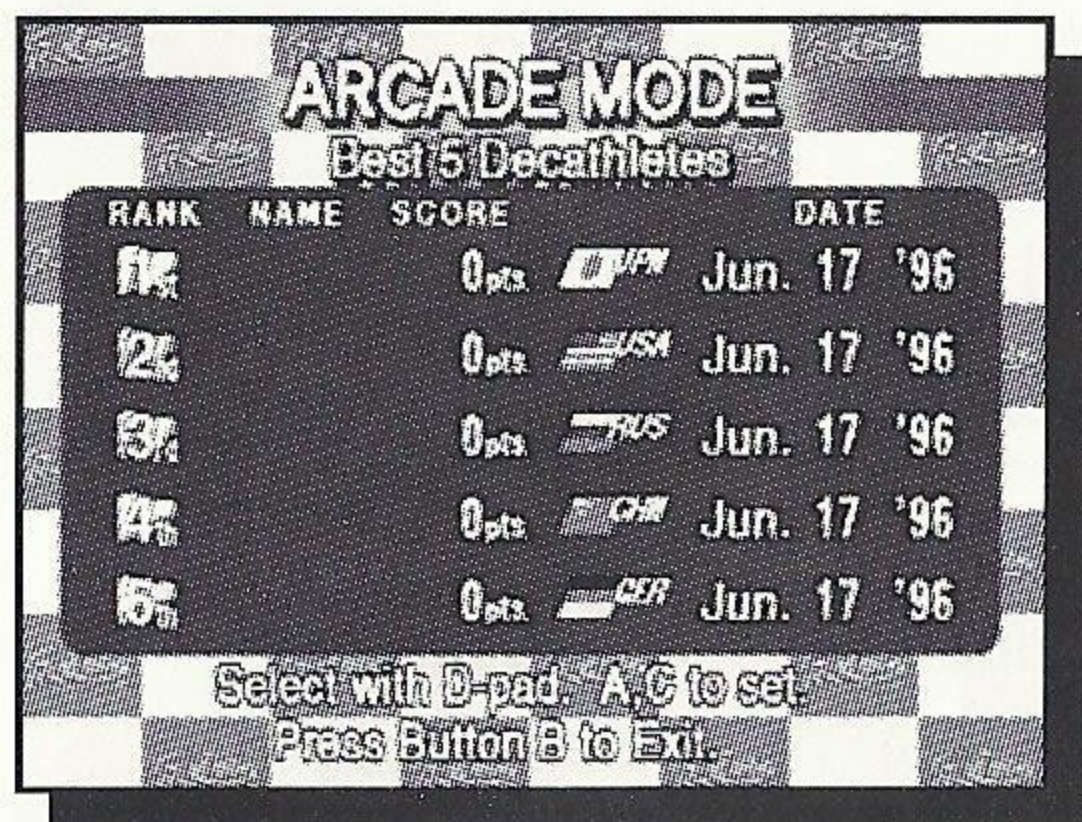 ARCADE MODE
Best 5 Decathletes
RANK NAME SCORE DATE
1st 0pts. JPN Jun. 17 '96
2nd 0pts. USA Jun. 17 '96
3rd 0pts. RUS Jun. 17 '96
4th 0pts. CHN Jun. 17 '96
5th 0pts. GER Jun. 17 '96
Select with D-pad. A,C to set.
Press Button B to Exit.